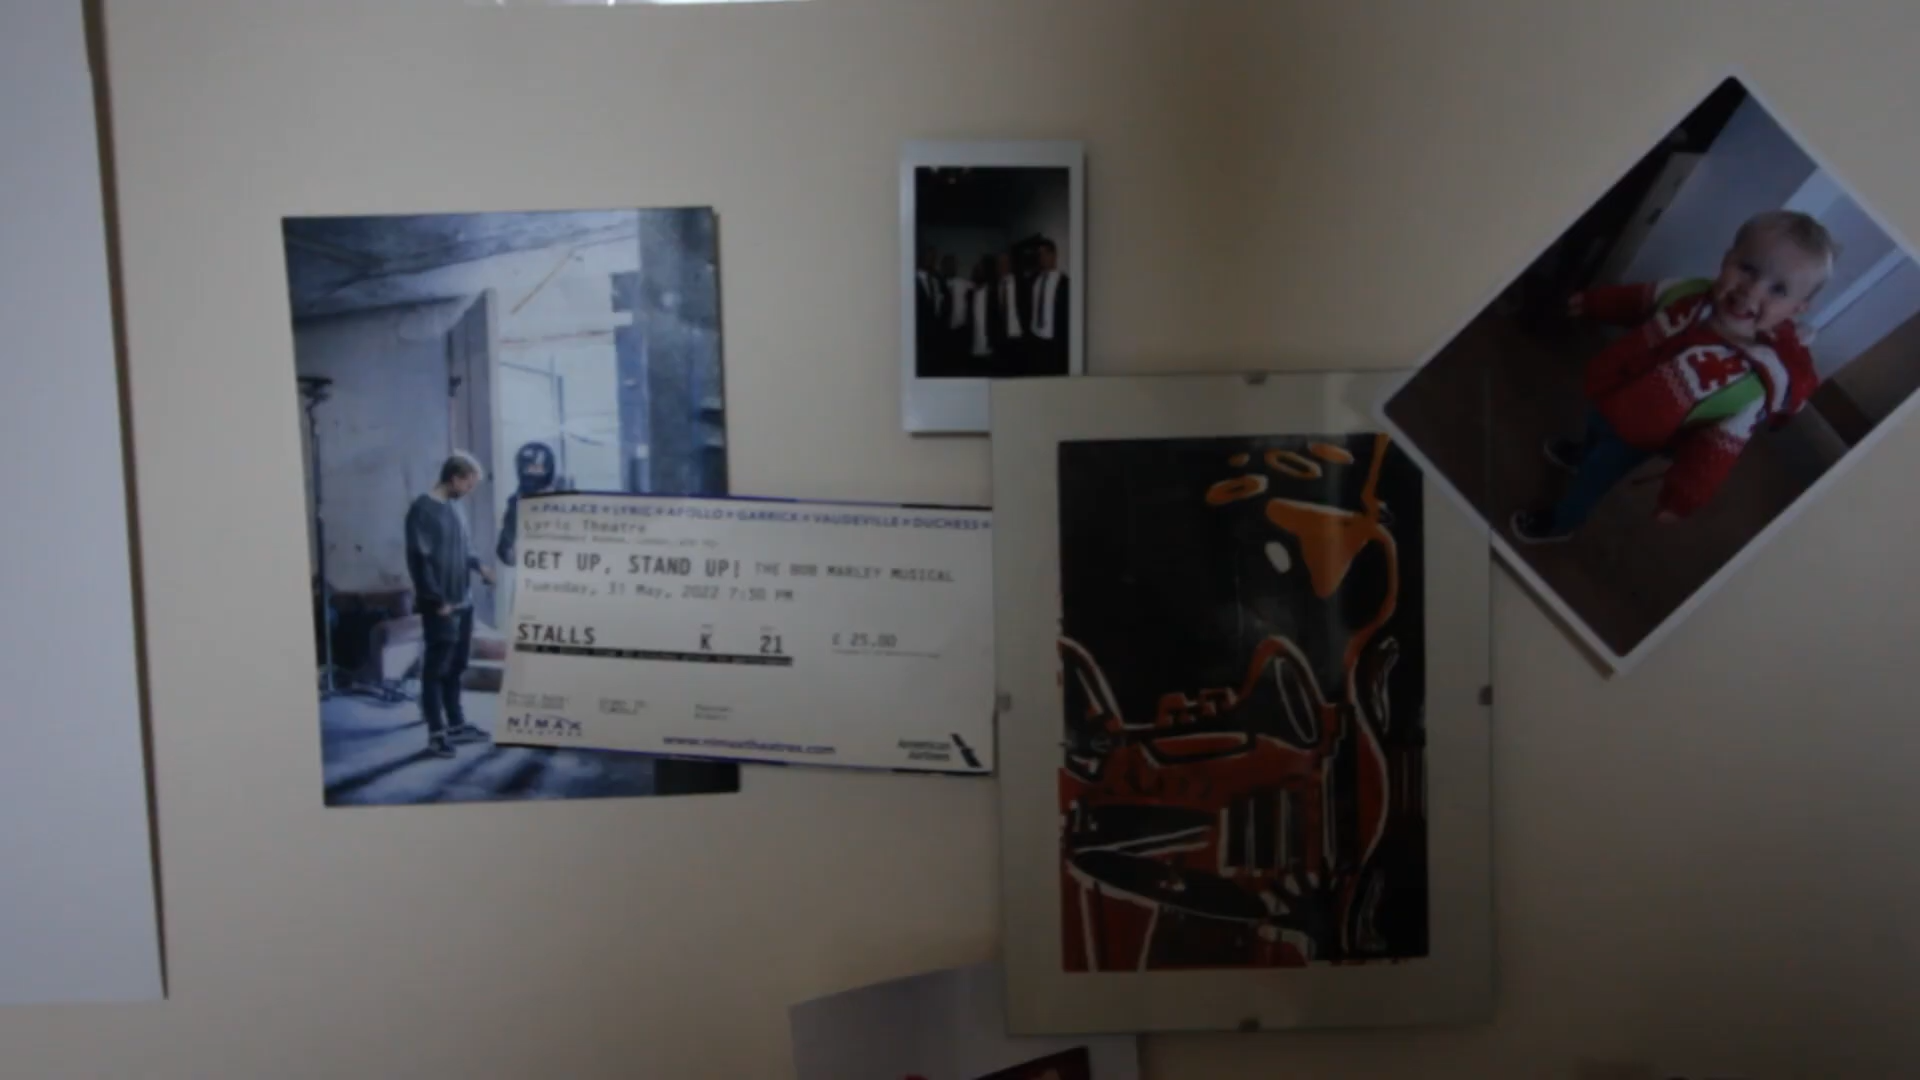 PALACE ★ LYRIC ★ APOLLO ★ GARRICK ★ VAUDEVILLE ★ DUCHESS ★
Lyric Theatre
GET UP, STAND UP! THE BOB MARLEY MUSICAL
Tuesday, 31 May, 2022 7:30 PM
STALLS K 21 £ 25.00
NIMAX
THEATRES
www.nimaxtheatres.com
American
Airlines